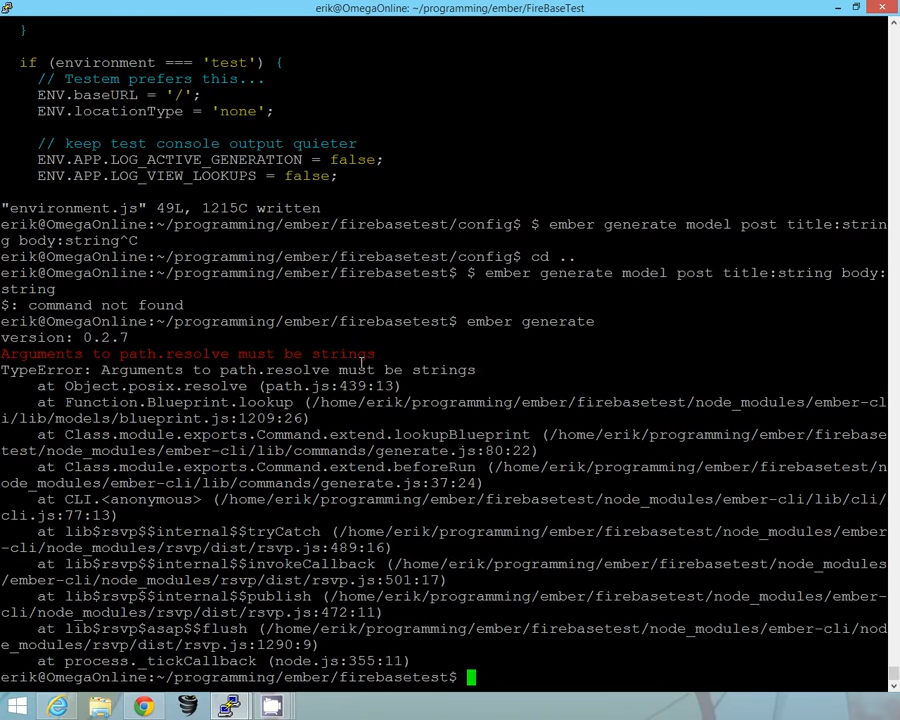 erik@OmegaOnline: ~/programming/ember/FireBaseTest
}
if (environment === 'test') {
// Testem prefers this...
ENV.baseURL = '/';
ENV.locationType = 'none';
// keep test console output quieter
ENV.APP.LOG_ACTIVE_GENERATION = false;
ENV.APP.LOG_VIEW_LOOKUPS = false;
"environment.js" 49L, 1215C written
erik@OmegaOnline:~/programming/ember/firebasetest/config$ $ ember generate model post title:strin
g body:string^C
erik@OmegaOnline:~/programming/ember/firebasetest/config$ cd ..
erik@OmegaOnline:~/programming/ember/firebasetest$ $ ember generate model post title:string body:
string
$: command not found
erik@OmegaOnline:~/programming/ember/firebasetest$ ember generate
version: 0.2.7
Arguments to path.resolve must be strings
TypeError: Arguments to path.resolve must be strings
at Object.posix.resolve (path.js:439:13)
at Function.Blueprint.lookup (/home/erik/programming/ember/firebasetest/node_modules/ember-cl
i/lib/models/blueprint.js:1209:26)
at Class.module.exports.Command.extend.lookupBlueprint (/home/erik/programming/ember/firebase
test/node_modules/ember-cli/lib/commands/generate.js:80:22)
at Class.module.exports.Command.extend.beforeRun (/home/erik/programming/ember/firebasetest/n
ode_modules/ember-cli/lib/commands/generate.js:37:24)
at CLI.<anonymous> (/home/erik/programming/ember/firebasetest/node_modules/ember-cli/lib/cli/
cli.js:77:13)
at lib$rsvp$$internal$$tryCatch (/home/erik/programming/ember/firebasetest/node_modules/ember
-cli/node_modules/rsvp/dist/rsvp.js:489:16)
at lib$rsvp$$internal$$invokeCallback (/home/erik/programming/ember/firebasetest/node_modules
/ember-cli/node_modules/rsvp/dist/rsvp.js:501:17)
at lib$rsvp$$internal$$publish (/home/erik/programming/ember/firebasetest/node_modules/ember-
cli/node_modules/rsvp/dist/rsvp.js:472:11)
at lib$rsvp$asap$$flush (/home/erik/programming/ember/firebasetest/node_modules/ember-cli/nod
e_modules/rsvp/dist/rsvp.js:1290:9)
at process._tickCallback (node.js:355:11)
erik@OmegaOnline:~/programming/ember/firebasetest$